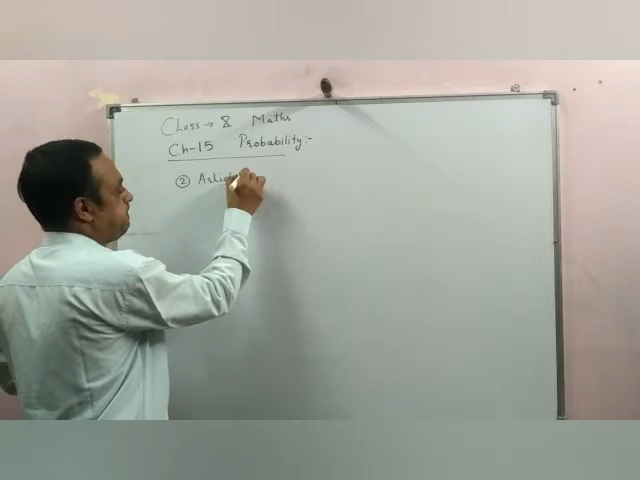 Class → 8 Maths
Ch-15 Probability:-
②